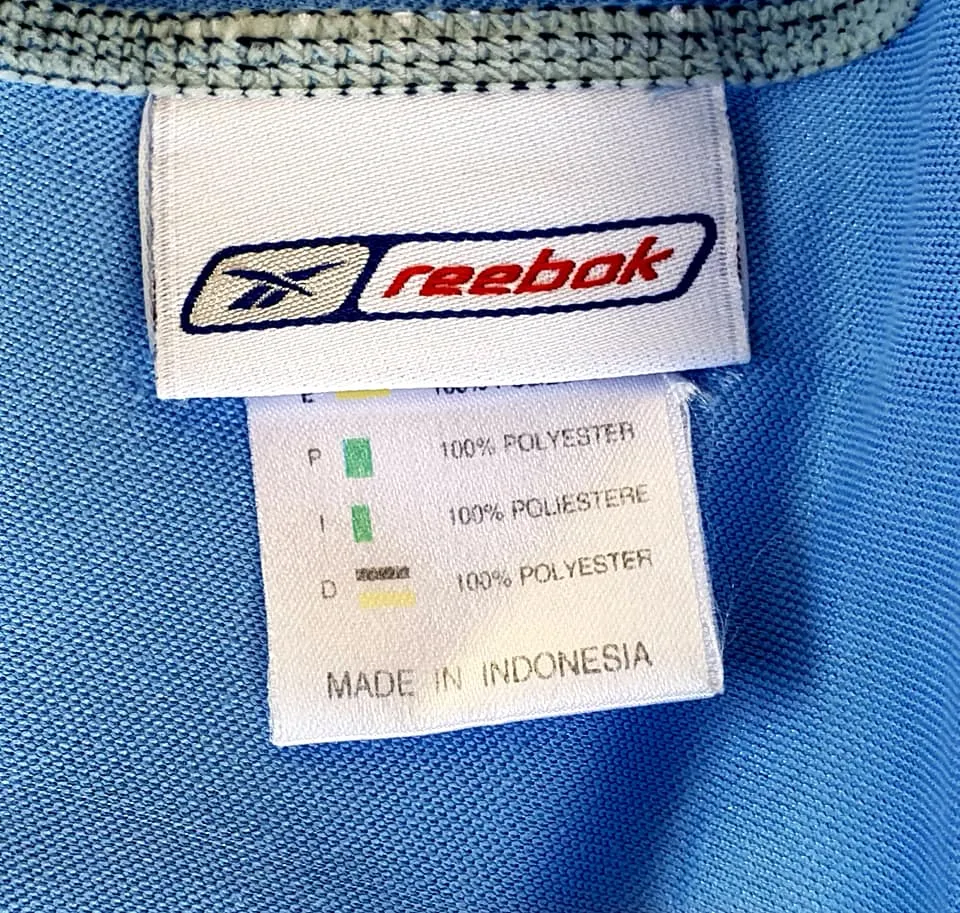 reebok
E
P 100% POLYESTER
I 100% POLIESTERE
D 100% POLYESTER
MADE IN INDONESIA